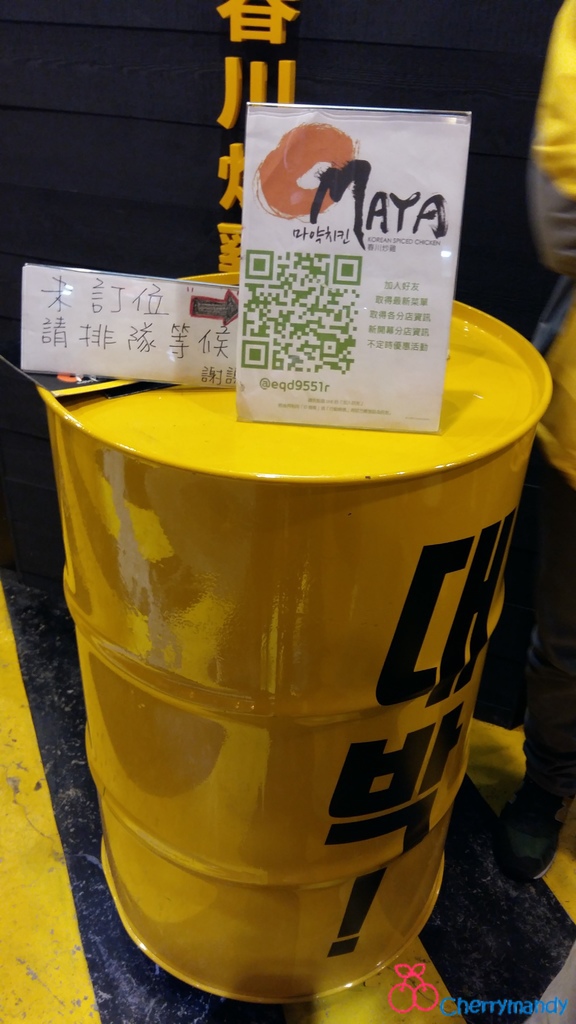 春川炒雞
MAYA
마약치킨
KOREAN SPICED CHICKEN
春川炒雞
加入好友
取得最新菜單
取得各分店資訊
新開幕分店資訊
不定時優惠活動
@eqd9551r
未訂位
請排隊等候
謝謝
대박!
Cherrymandy